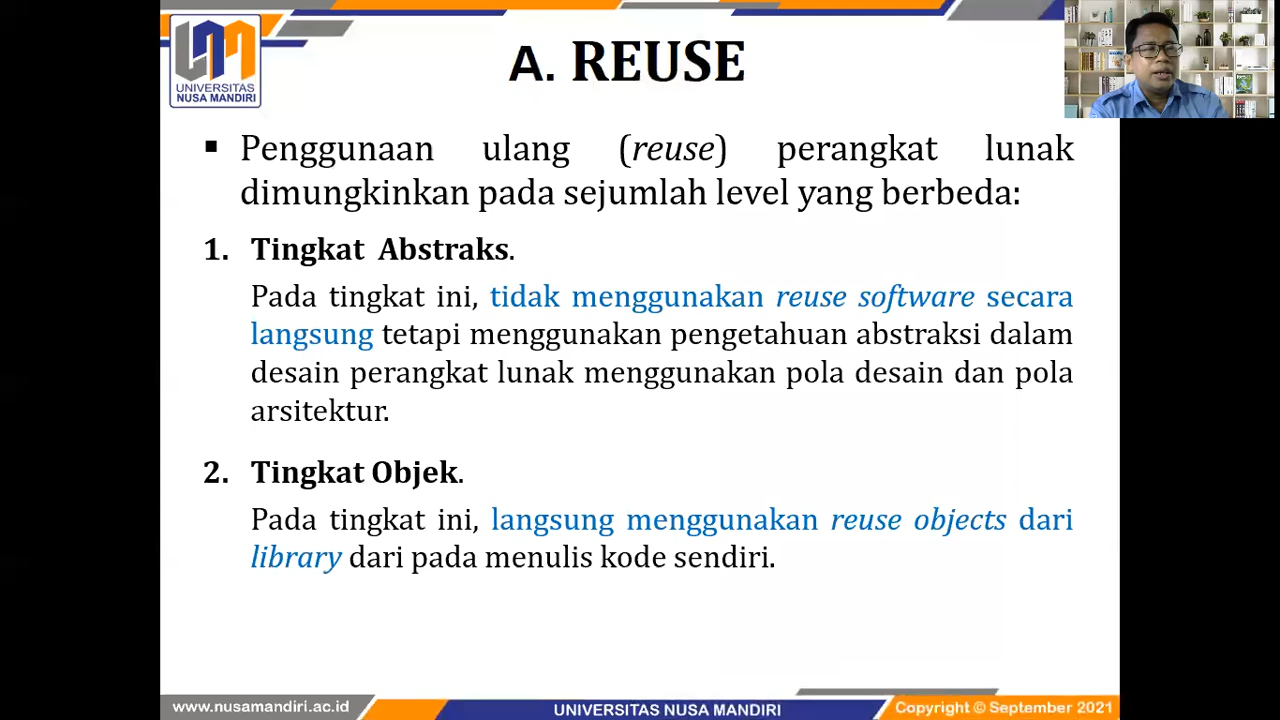 UNIVERSITAS
NUSA MANDIRI
A. REUSE
▪ Penggunaan ulang (reuse) perangkat lunak
dimungkinkan pada sejumlah level yang berbeda:
1. Tingkat Abstraks.
Pada tingkat ini, tidak menggunakan reuse software secara
langsung tetapi menggunakan pengetahuan abstraksi dalam
desain perangkat lunak menggunakan pola desain dan pola
arsitektur.
2. Tingkat Objek.
Pada tingkat ini, langsung menggunakan reuse objects dari
library dari pada menulis kode sendiri.
www.nusamandiri.ac.id
UNIVERSITAS NUSA MANDIRI
Copyright © September 2021